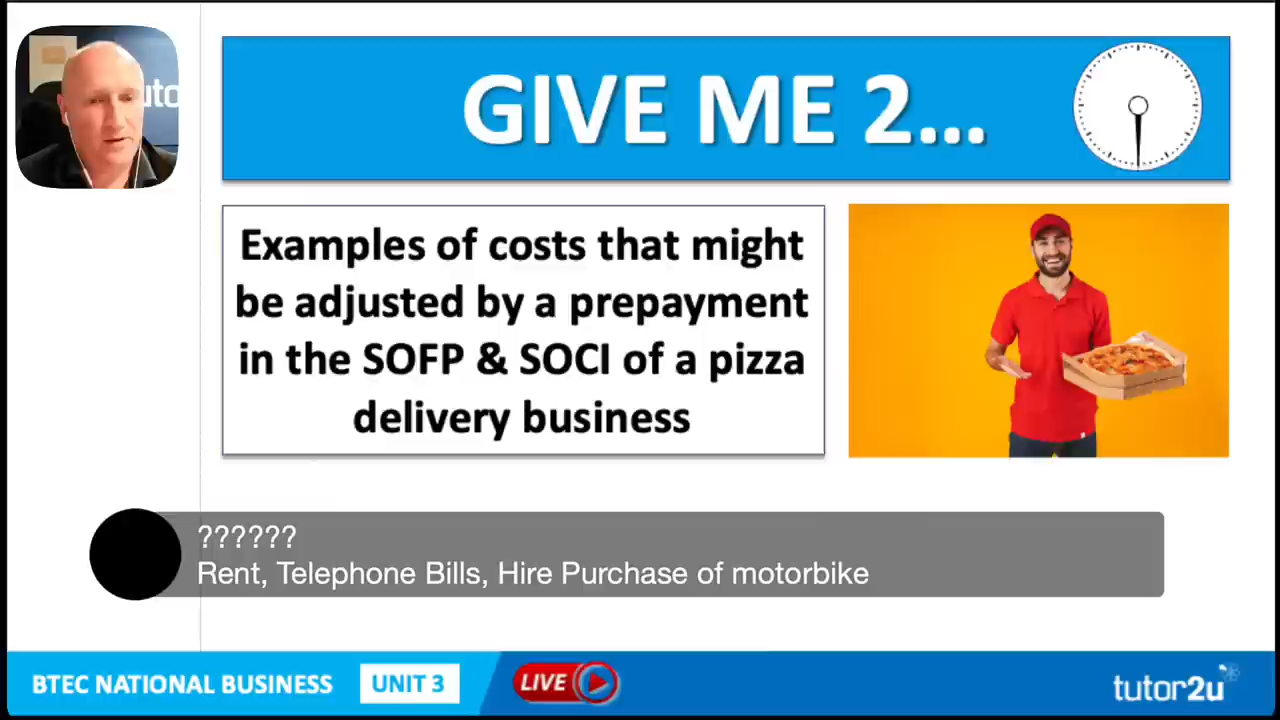 uto
GIVE ME 2...
Examples of costs that might
be adjusted by a prepayment
in the SOFP & SOCI of a pizza
delivery business
??????
Rent, Telephone Bills, Hire Purchase of motorbike
BTEC NATIONAL BUSINESS
UNIT 3
LIVE
tutor2u